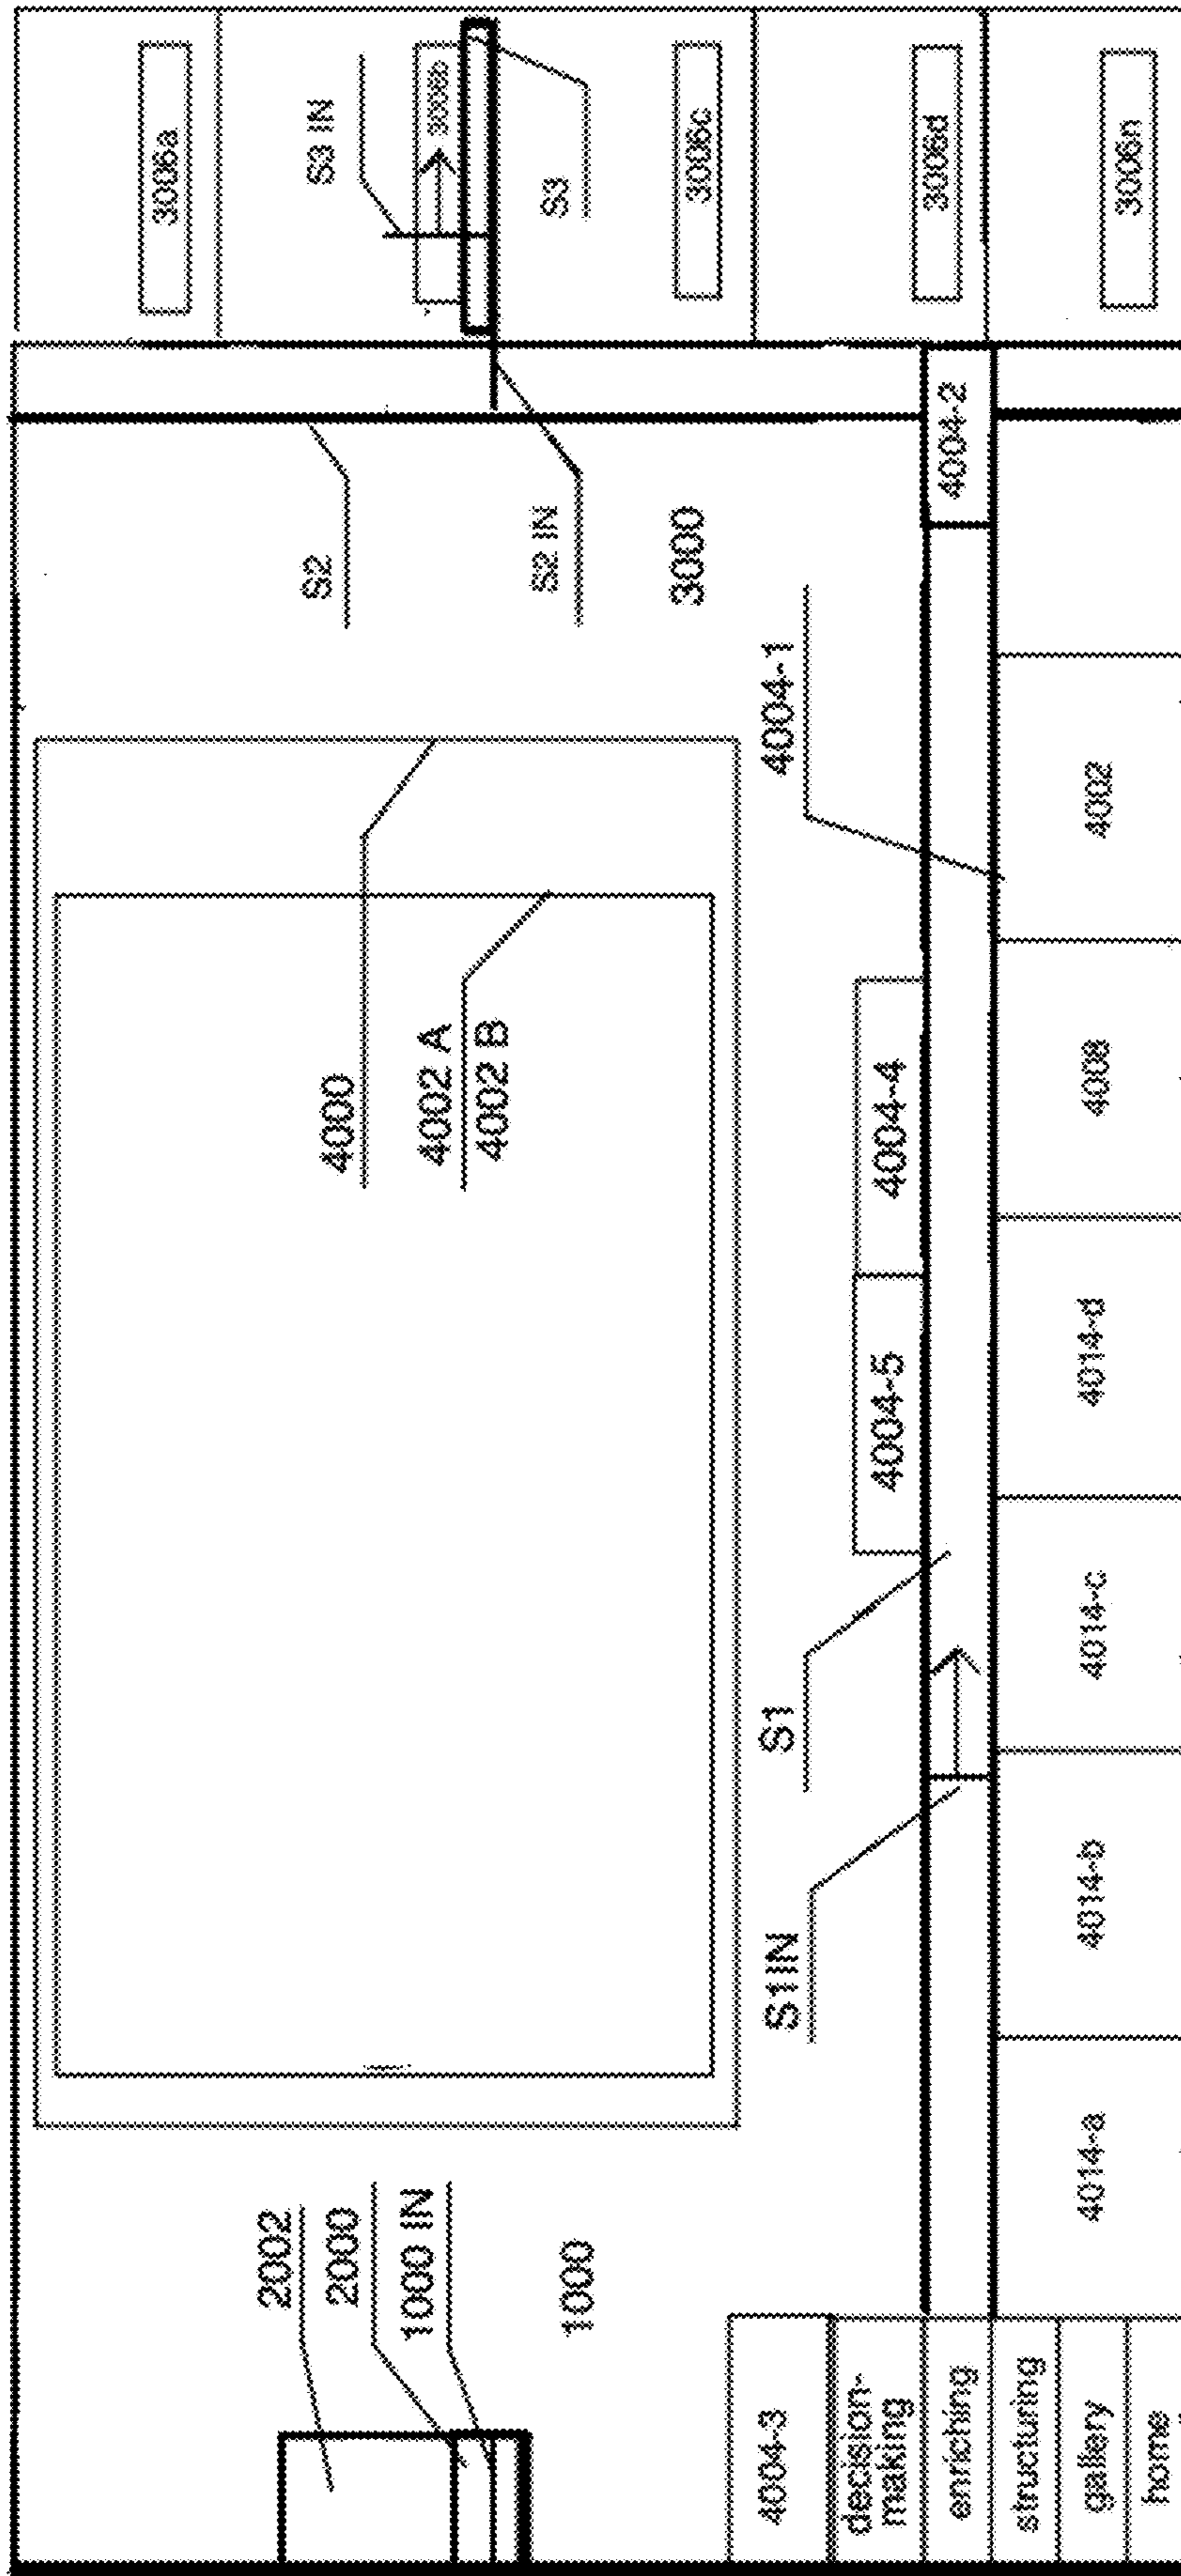 2002
2000
1000 IN
1000
4000
4002 A
4002 B
S2
S2 IN
3000
S3 IN
S3
3006a
3006b
3006c
3006d
3006n
S1IN
S1
4004-1
4004-5
4004-4
4004-2
4004-3
decision-
making
enriching
structuring
gallery
home
4014-a
4014-b
4014-c
4014-d
4008
4002